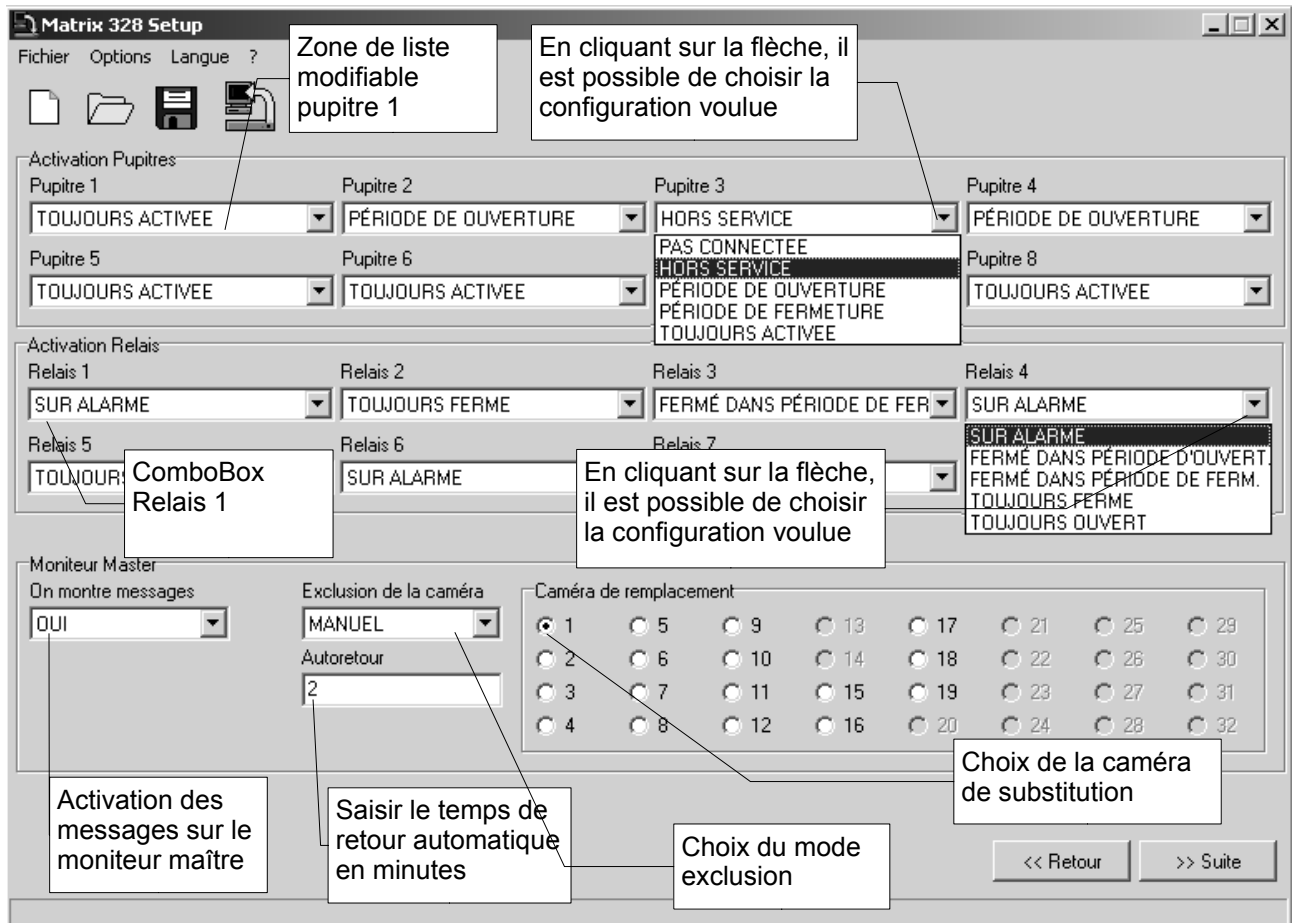 Matrix 328 Setup
Fichier Options Langue ?
Zone de liste
modifiable
pupitre 1
En cliquant sur la flèche, il
est possible de choisir la
configuration voulue
Activation Pupitres
Pupitre 1 Pupitre 2 Pupitre 3 Pupitre 4
TOUJOURS ACTIVEE PÉRIODE DE OUVERTURE HORS SERVICE PÉRIODE DE OUVERTURE
PAS CONNECTEE
HORS SERVICE
PÉRIODE DE OUVERTURE
PÉRIODE DE FERMETURE
TOUJOURS ACTIVEE
Pupitre 5 Pupitre 6 Pupitre 8
TOUJOURS ACTIVEE TOUJOURS ACTIVEE TOUJOURS ACTIVEE
Activation Relais
Relais 1 Relais 2 Relais 3 Relais 4
SUR ALARME TOUJOURS FERME FERMÉ DANS PÉRIODE DE FER SUR ALARME
SUR ALARME
FERMÉ DANS PÉRIODE D'OUVERT.
FERMÉ DANS PÉRIODE DE FERM.
TOUJOURS FERME
TOUJOURS OUVERT
Relais 5 Relais 6 Relais 7
TOUJOURS SUR ALARME
ComboBox
Relais 1
En cliquant sur la flèche,
il est possible de choisir
la configuration voulue
Moniteur Master
On montre messages Exclusion de la caméra Caméra de remplacement
OUI MANUEL
Autoretour
2
1 5 9 13 17 21 25 29
2 6 10 14 18 22 26 30
3 7 11 15 19 23 27 31
4 8 12 16 20 24 28 32
Activation des
messages sur le
moniteur maître
Saisir le temps de
retour automatique
en minutes
Choix du mode
exclusion
Choix de la caméra
de substitution
<< Retour >> Suite